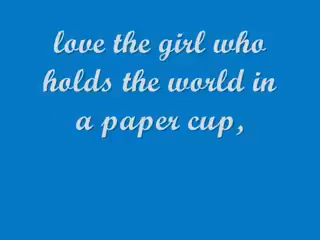 love the girl who
holds the world in
a paper cup,